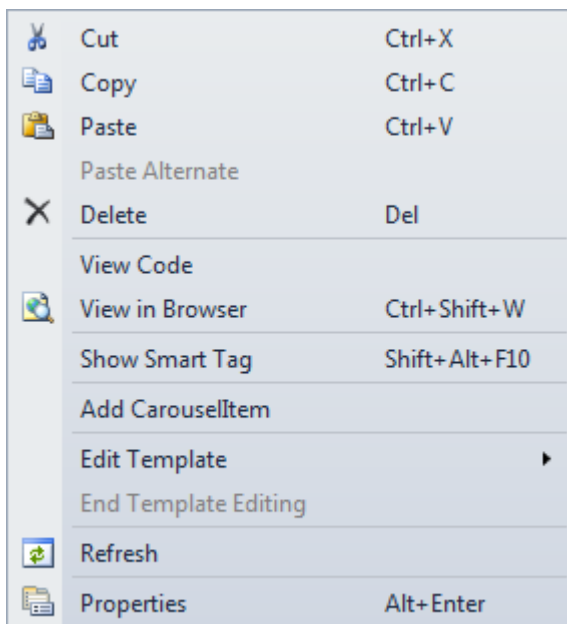 Cut Ctrl+X
Copy Ctrl+C
Paste Ctrl+V
Paste Alternate
Delete Del
View Code
View in Browser Ctrl+Shift+W
Show Smart Tag Shift+Alt+F10
Add CarouselItem
Edit Template
End Template Editing
Refresh
Properties Alt+Enter